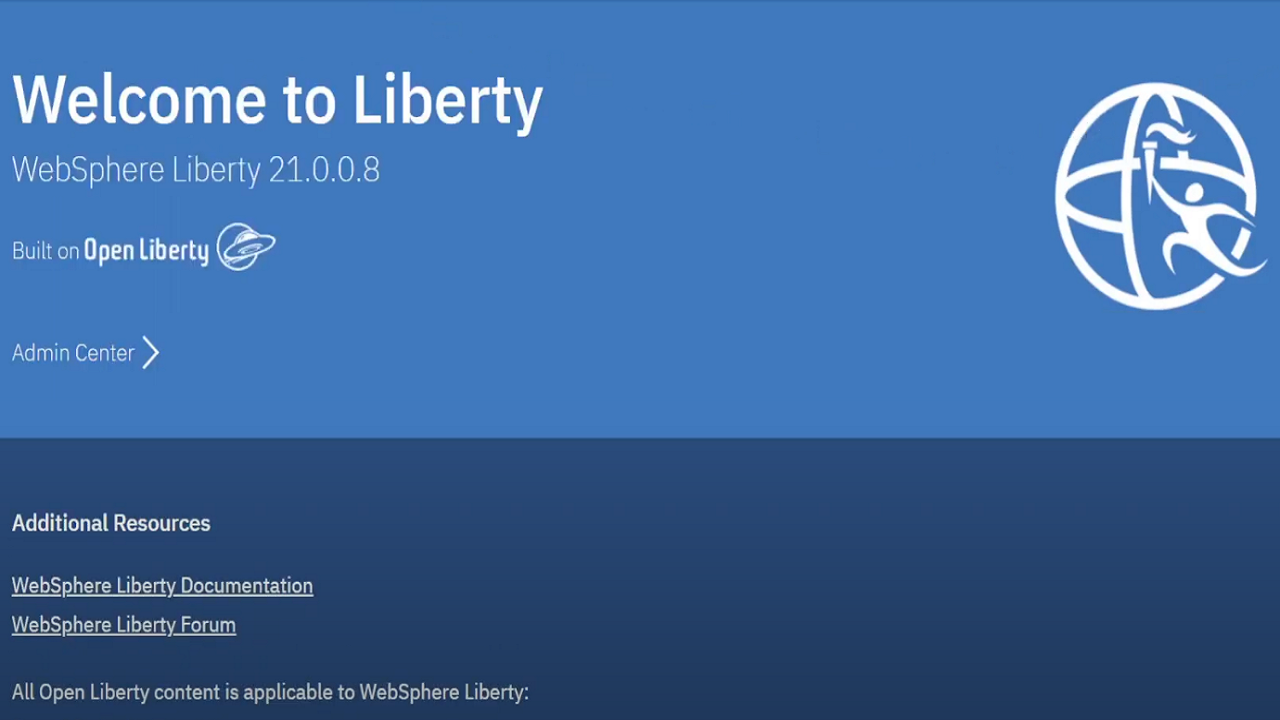 Welcome to Liberty
WebSphere Liberty 21.0.0.8
Built on Open Liberty
Admin Center
Additional Resources
WebSphere Liberty Documentation
WebSphere Liberty Forum
All Open Liberty content is applicable to WebSphere Liberty: